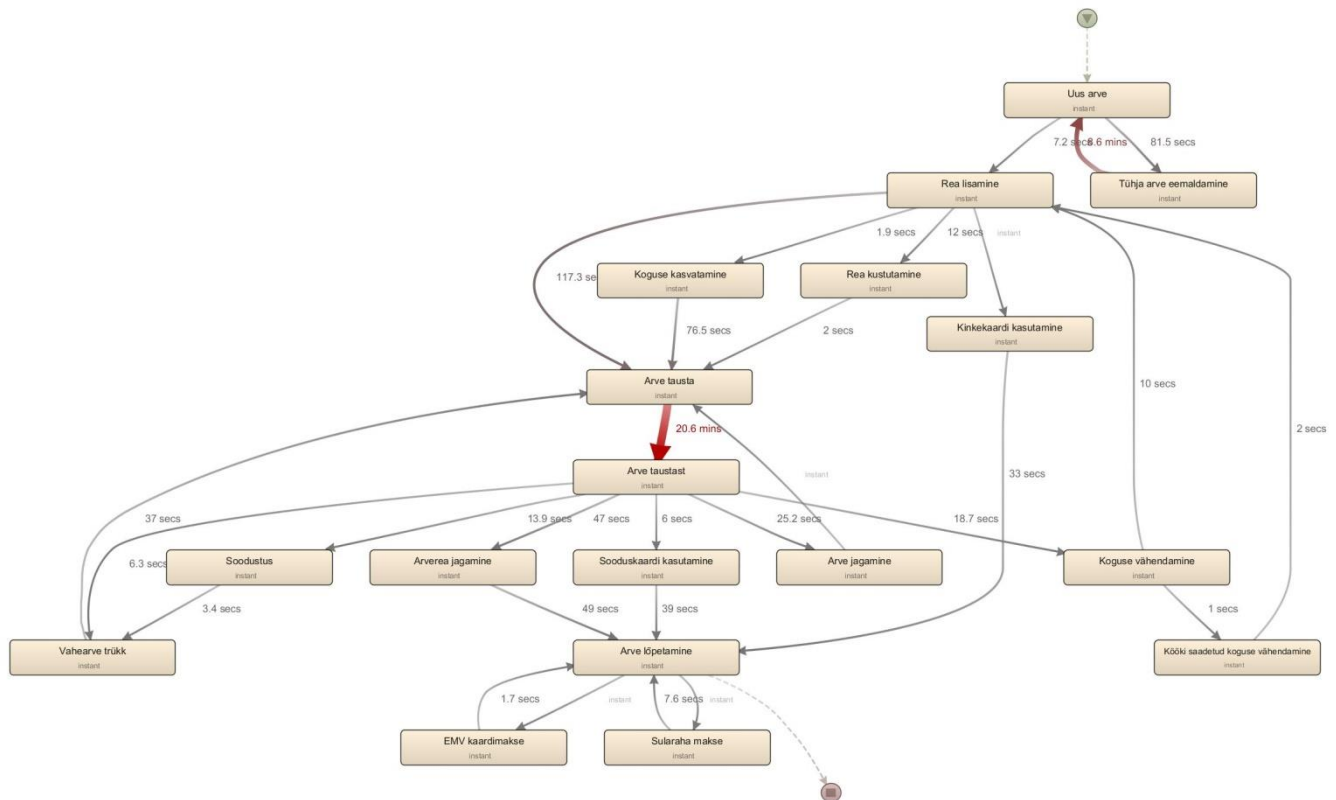 Uus arve
instant
7.2 secs
8.6 mins
81.5 secs
Rea lisamine
instant
Tühja arve eemaldamine
instant
1.9 secs
12 secs
instant
117.3 se
Koguse kasvatamine
instant
Rea kustutamine
instant
Kinkekaardi kasutamine
instant
76.5 secs
2 secs
Arve tausta
instant
10 secs
2 secs
20.6 mins
Arve taustast
instant
instant
33 secs
37 secs
13.9 secs
47 secs
6 secs
25.2 secs
18.7 secs
6.3 secs
Soodustus
instant
Arverea jagamine
instant
Sooduskaardi kasutamine
instant
Arve jagamine
instant
Koguse vähendamine
instant
3.4 secs
49 secs
39 secs
1 secs
Vahearve trükk
instant
Arve lõpetamine
instant
Kööki saadetud koguse vähendamine
instant
1.7 secs
instant
7.6 secs
instant
EMV kaardimakse
instant
Sularaha makse
instant